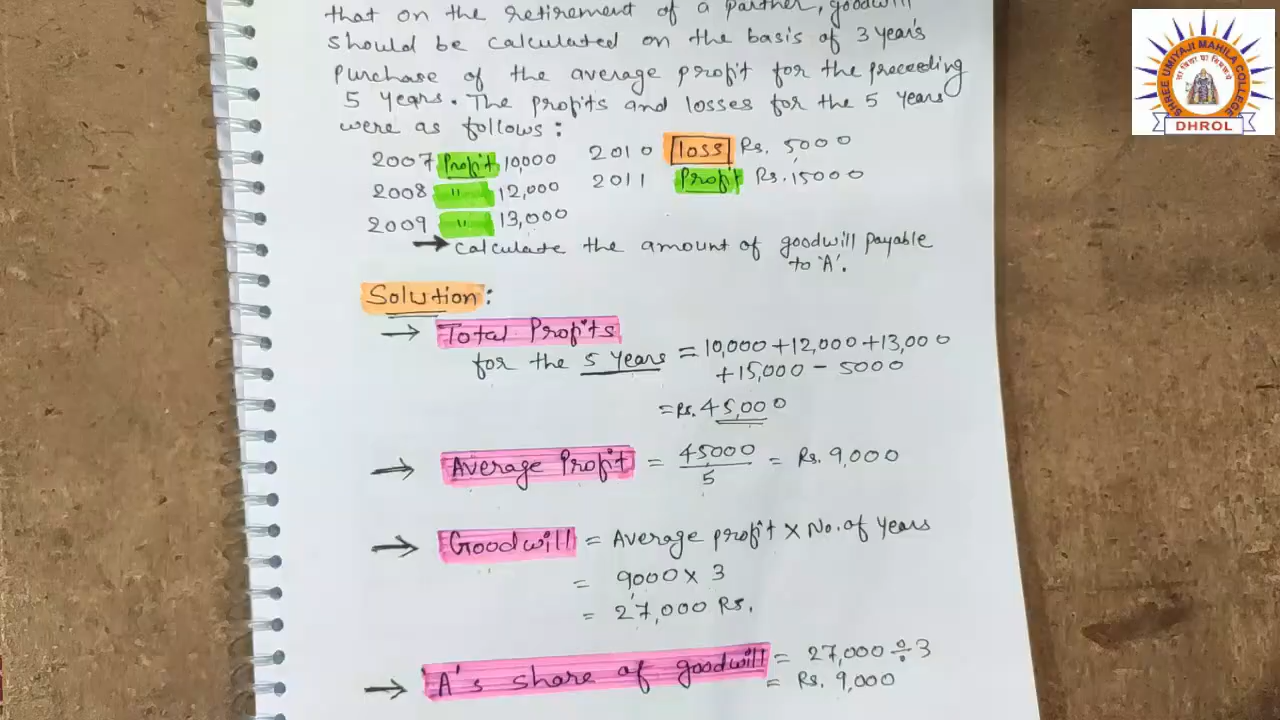 that on the retirement of a partner, goodwill
should be calculated on the basis of 3 year's
purchase of the average profit for the preceeding
5 years. The profits and losses for the 5 years
were as follows:
2007 Profit 10,000 2010 loss Rs. 5000
2008 " 12,000 2011 Profit Rs. 15000
2009 " 13,000
→ calculate the amount of goodwill payable
to 'A'.
Solution:
→ Total Profits
for the 5 years = 10,000 + 12,000 + 13,000
+ 15,000 - 5000
= Rs. 45,000
→ Average Profit = 45000/5 = Rs. 9,000
→ Goodwill = Average profit × No. of years
= 9000 × 3
= 27,000 Rs.
→ A's share of goodwill = 27,000 ÷ 3
= Rs. 9,000
SHREE UMIYAJI MAHILA COLLEGE
DHROL